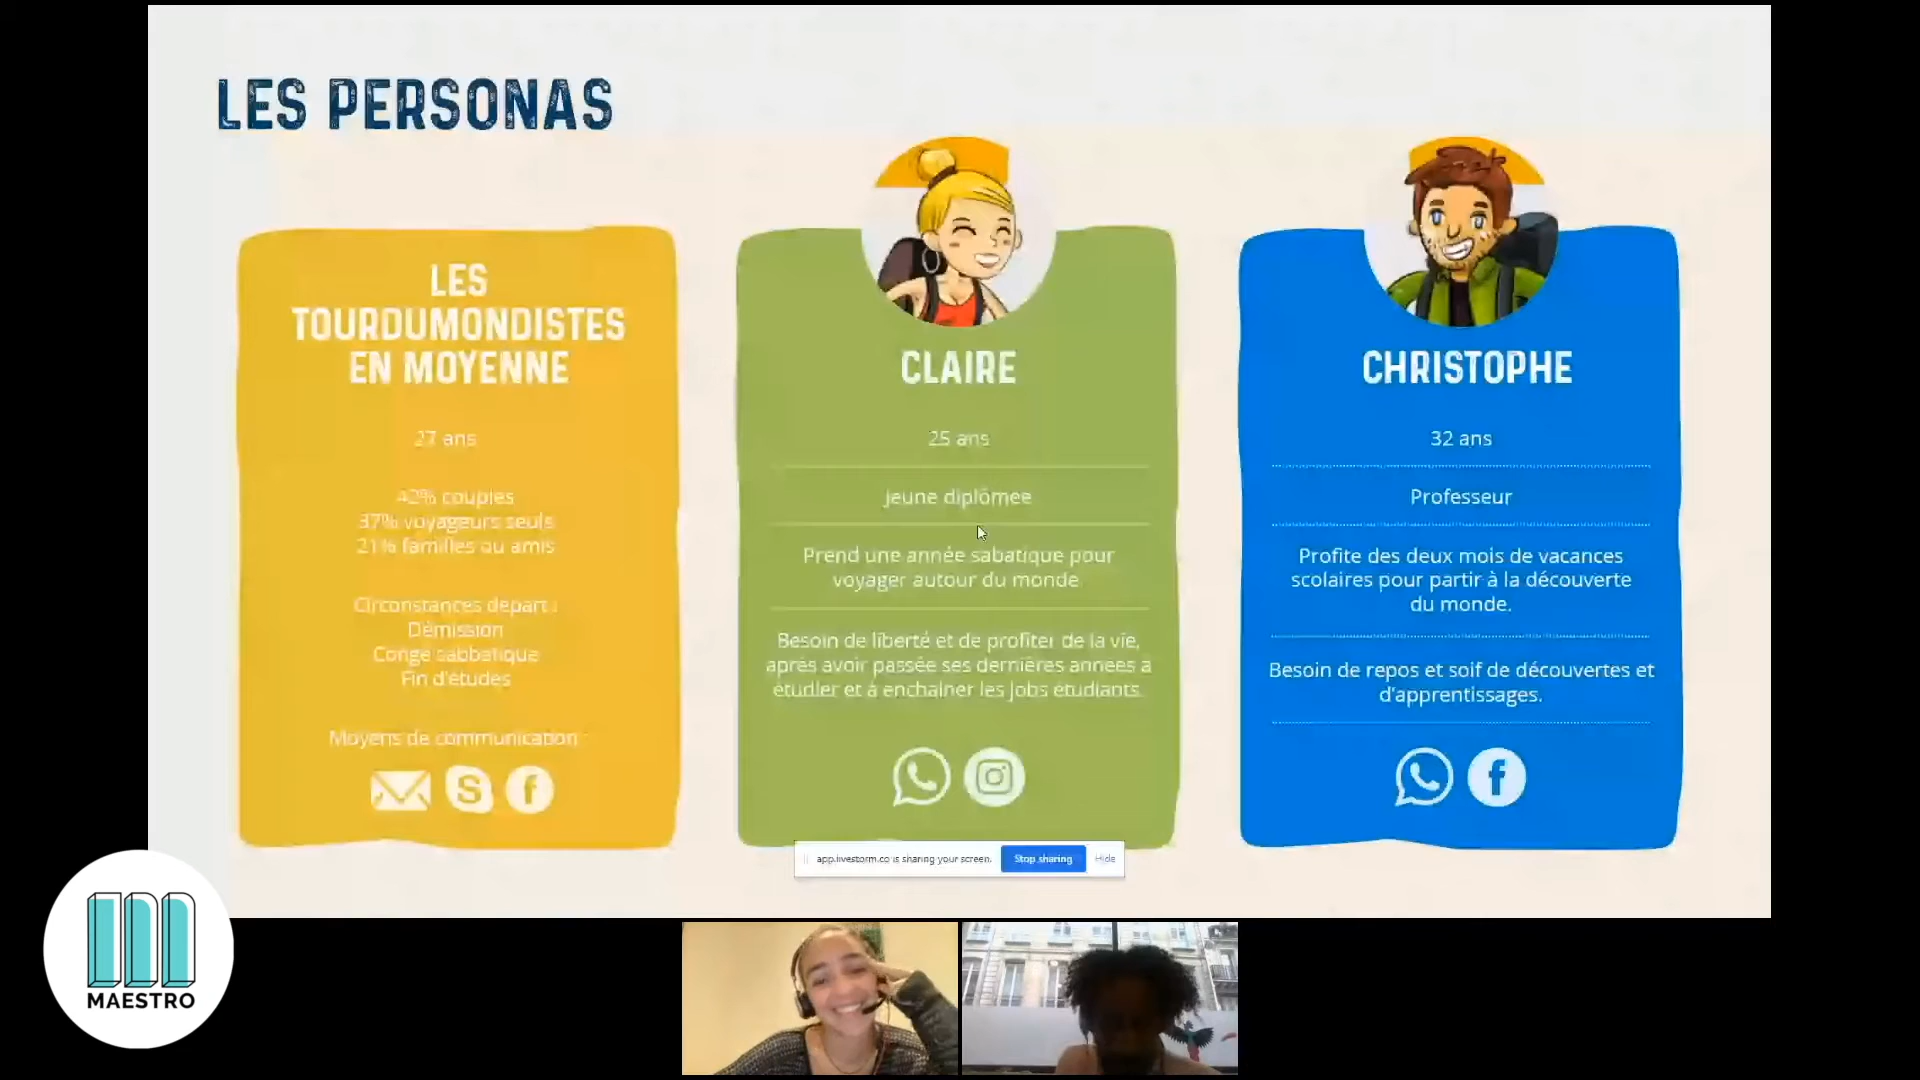 LES PERSONAS
LES
TOURDUMONDISTES
EN MOYENNE
27 ans
42% couples
37% voyageurs seuls
21% familles ou amis
Circonstances depart :
Démission
Congé sabbatique
Fin d'études
Moyens de communication :
CLAIRE
25 ans
Jeune diplômee
Prend une année sabatique pour
voyager autour du monde
Besoin de liberté et de profiter de la vie,
après avoir passée ses dernières années a
étudier et à enchaîner les jobs étudiants.
CHRISTOPHE
32 ans
Professeur
Profite des deux mois de vacances
scolaires pour partir à la découverte
du monde.
Besoin de repos et soif de découvertes et
d'apprentissages.
app.livestorm.co is sharing your screen.
Stop sharing
Hide
MAESTRO